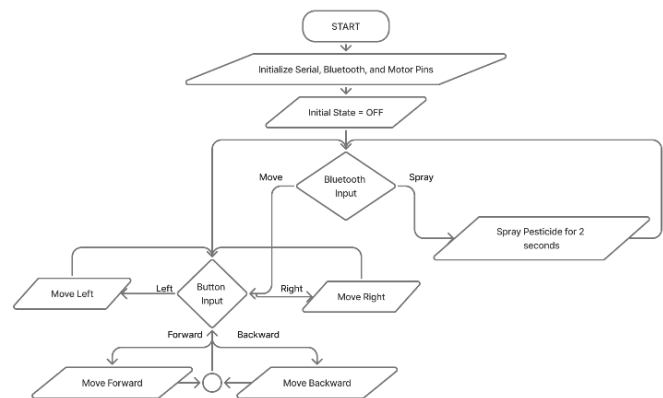 START
Initialize Serial, Bluetooth, and Motor Pins
Initial State = OFF
Move
Bluetooth
Input
Spray
Spray Pesticide for 2
seconds
Move Left
Left
Button
Input
Right
Move Right
Forward
Backward
Move Forward
Move Backward